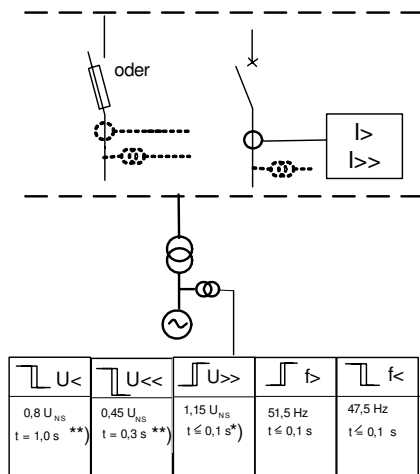 oder
I>
I>>
U<
U<<
U>>
f>
f<
0,8 U_NS
t = 1,0 s **)
0,45 U_NS
t = 0,3 s **)
1,15 U_NS
t ≤ 0,1 s*)
51,5 Hz
t ≤ 0,1 s
47,5 Hz
t ≤ 0,1 s